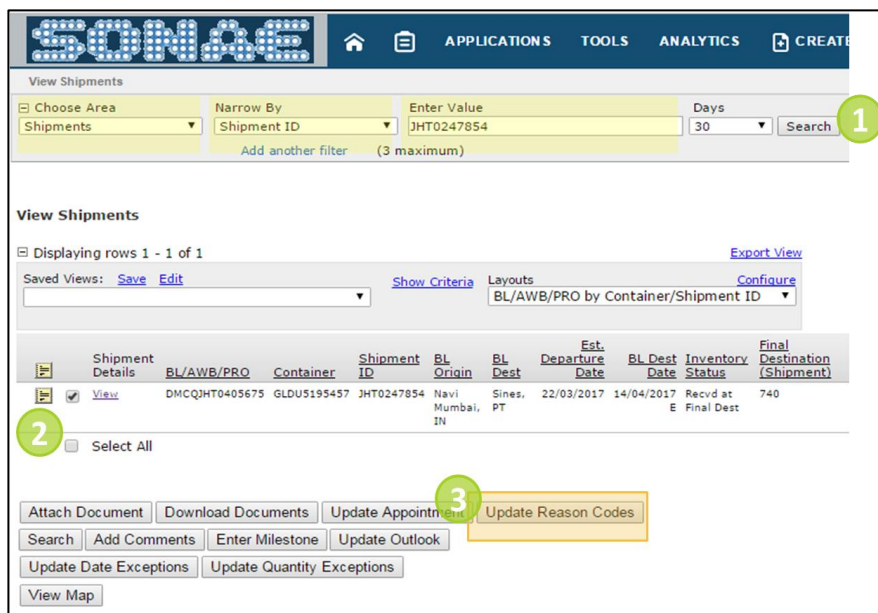 SONAE
APPLICATIONS TOOLS ANALYTICS CREATE
View Shipments
Choose Area Narrow By Enter Value Days
Shipments Shipment ID JHT0247854 30 Search 1
Add another filter (3 maximum)
View Shipments
Displaying rows 1 - 1 of 1 Export View
Saved Views: Save Edit Show Criteria Layouts Configure
BL/AWB/PRO by Container/Shipment ID
Shipment Details BL/AWB/PRO Container Shipment ID BL Origin BL Dest Est. Departure Date BL Dest Date Inventory Status Final Destination (Shipment)
View DMCQJHT0405675 GLDU5195457 JHT0247854 Navi Mumbai, IN Sines, PT 22/03/2017 14/04/2017 E Recvd at Final Dest 740
2 Select All
3
Attach Document Download Documents Update Appointment Update Reason Codes
Search Add Comments Enter Milestone Update Outlook
Update Date Exceptions Update Quantity Exceptions
View Map